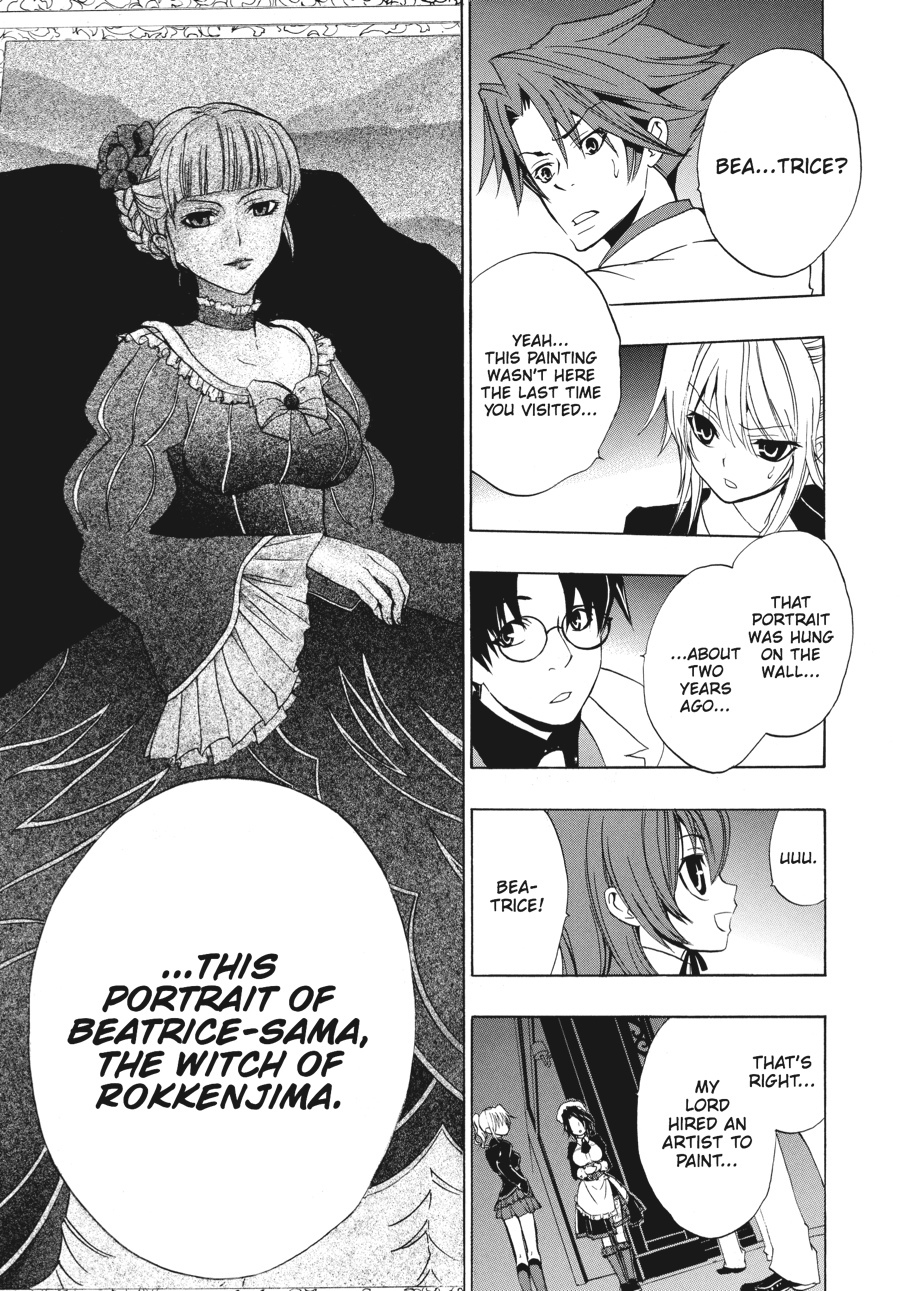 BEA...TRICE?
YEAH...
THIS PAINTING
WASN'T HERE
THE LAST TIME
YOU VISITED...
THAT
PORTRAIT
WAS HUNG
ON THE
WALL...
...ABOUT
TWO
YEARS
AGO...
UUU.
BEA-
TRICE!
THAT'S
RIGHT...
MY
LORD
HIRED AN
ARTIST TO
PAINT...
...THIS
PORTRAIT OF
BEATRICE-SAMA,
THE WITCH OF
ROKKENJIMA.